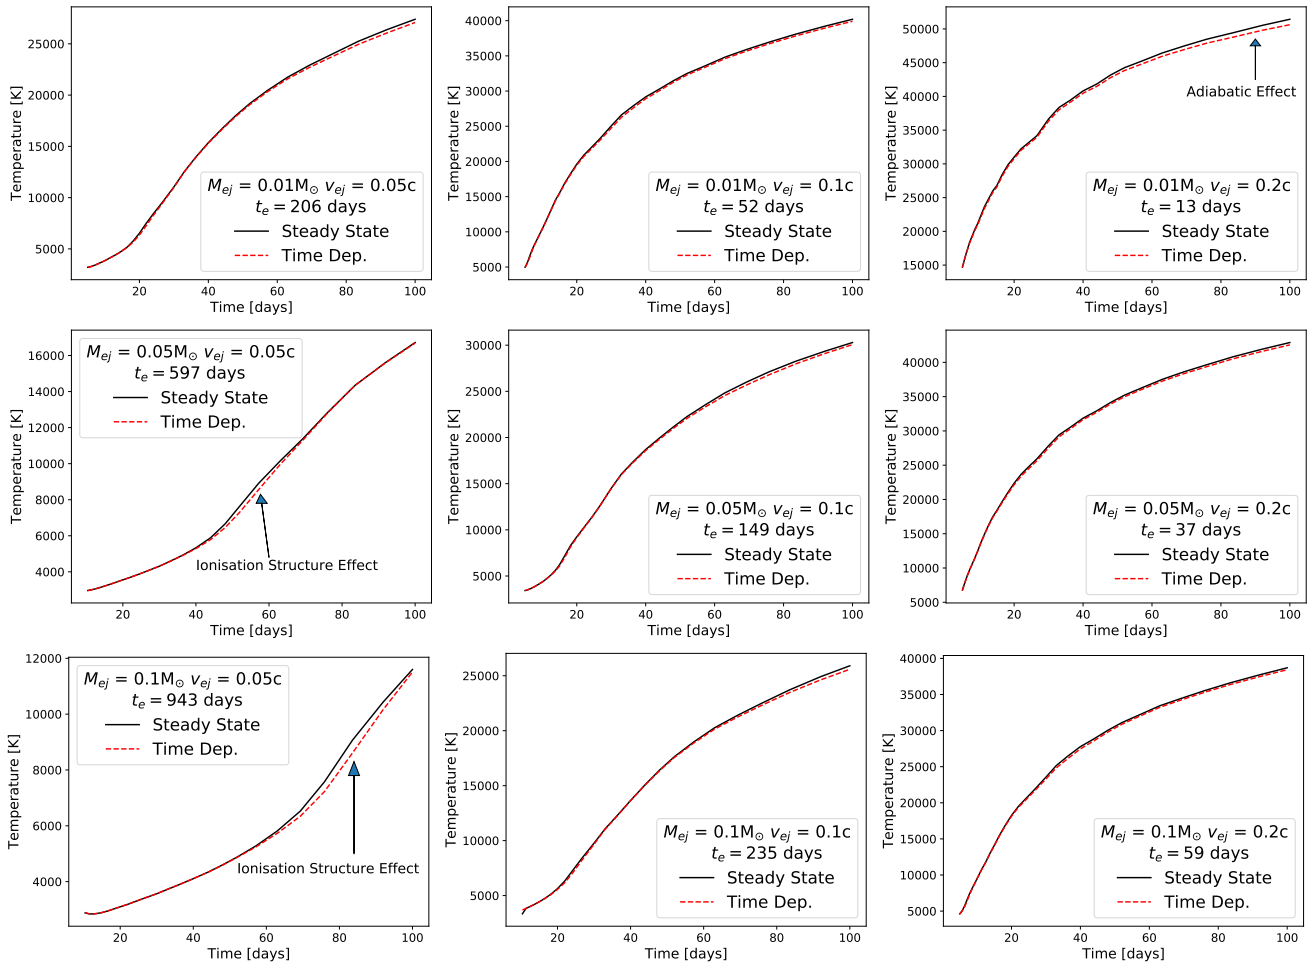 Temperature [K]
25000
20000
15000
10000
5000
M_ej = 0.01M⊙ v_ej = 0.05c
t_e = 206 days
Steady State
Time Dep.
20 40 60 80 100
Time [days]
Temperature [K]
40000
35000
30000
25000
20000
15000
10000
5000
M_ej = 0.01M⊙ v_ej = 0.1c
t_e = 52 days
Steady State
Time Dep.
20 40 60 80 100
Time [days]
Temperature [K]
50000
45000
40000
35000
30000
25000
20000
15000
Adiabatic Effect
M_ej = 0.01M⊙ v_ej = 0.2c
t_e = 13 days
Steady State
Time Dep.
20 40 60 80 100
Time [days]
Temperature [K]
16000
14000
12000
10000
8000
6000
4000
M_ej = 0.05M⊙ v_ej = 0.05c
t_e = 597 days
Steady State
Time Dep.
Ionisation Structure Effect
20 40 60 80 100
Time [days]
Temperature [K]
30000
25000
20000
15000
10000
5000
M_ej = 0.05M⊙ v_ej = 0.1c
t_e = 149 days
Steady State
Time Dep.
20 40 60 80 100
Time [days]
Temperature [K]
40000
35000
30000
25000
20000
15000
10000
5000
M_ej = 0.05M⊙ v_ej = 0.2c
t_e = 37 days
Steady State
Time Dep.
20 40 60 80 100
Time [days]
Temperature [K]
12000
10000
8000
6000
4000
M_ej = 0.1M⊙ v_ej = 0.05c
t_e = 943 days
Steady State
Time Dep.
Ionisation Structure Effect
20 40 60 80 100
Time [days]
Temperature [K]
25000
20000
15000
10000
5000
M_ej = 0.1M⊙ v_ej = 0.1c
t_e = 235 days
Steady State
Time Dep.
20 40 60 80 100
Time [days]
Temperature [K]
40000
35000
30000
25000
20000
15000
10000
5000
M_ej = 0.1M⊙ v_ej = 0.2c
t_e = 59 days
Steady State
Time Dep.
20 40 60 80 100
Time [days]